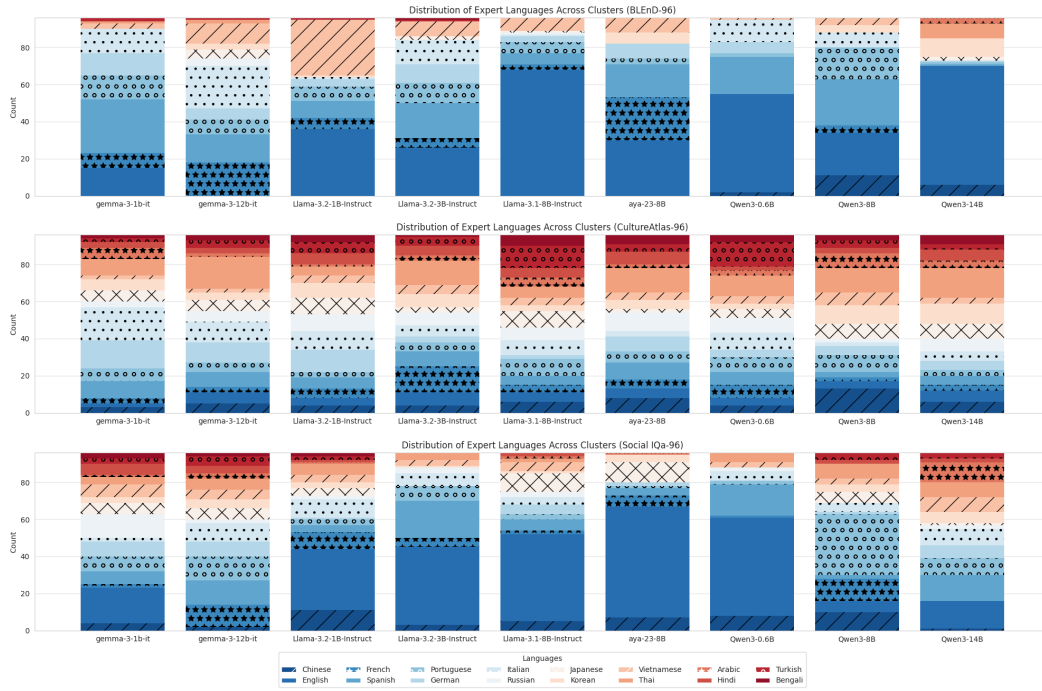 Distribution of Expert Languages Across Clusters (BLEnD-96)
Count
80
60
40
20
0
gemma-3-1b-it gemma-3-12b-it Llama-3.2-1B-Instruct Llama-3.2-3B-Instruct Llama-3.1-8B-Instruct aya-23-8B Qwen3-0.6B Qwen3-8B Qwen3-14B
Distribution of Expert Languages Across Clusters (CultureAtlas-96)
Count
80
60
40
20
0
gemma-3-1b-it gemma-3-12b-it Llama-3.2-1B-Instruct Llama-3.2-3B-Instruct Llama-3.1-8B-Instruct aya-23-8B Qwen3-0.6B Qwen3-8B Qwen3-14B
Distribution of Expert Languages Across Clusters (Social IQa-96)
Count
80
60
40
20
0
gemma-3-1b-it gemma-3-12b-it Llama-3.2-1B-Instruct Llama-3.2-3B-Instruct Llama-3.1-8B-Instruct aya-23-8B Qwen3-0.6B Qwen3-8B Qwen3-14B
Languages
Chinese French Portuguese Italian Japanese Vietnamese Arabic Turkish
English Spanish German Russian Korean Thai Hindi Bengali